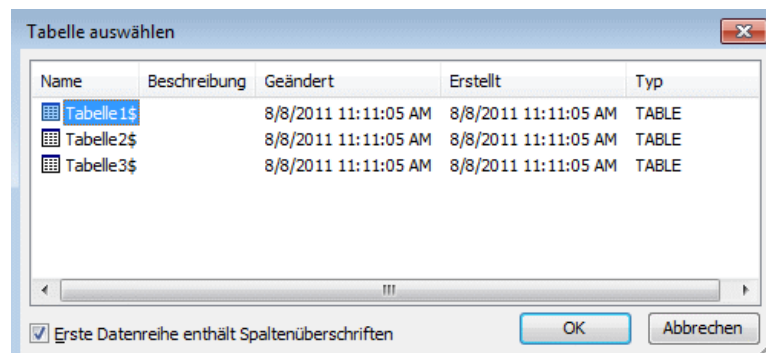 Tabelle auswählen
Name Beschreibung Geändert Erstellt Typ
Tabelle1$ 8/8/2011 11:11:05 AM 8/8/2011 11:11:05 AM TABLE
Tabelle2$ 8/8/2011 11:11:05 AM 8/8/2011 11:11:05 AM TABLE
Tabelle3$ 8/8/2011 11:11:05 AM 8/8/2011 11:11:05 AM TABLE
Erste Datenreihe enthält Spaltenüberschriften OK Abbrechen